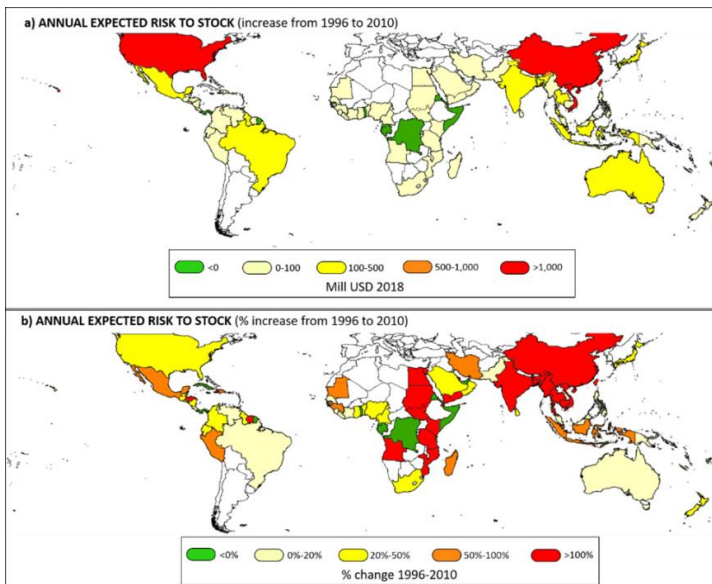 a) ANNUAL EXPECTED RISK TO STOCK (increase from 1996 to 2010)
<0 0-100 100-500 500-1,000 >1,000
Mill USD 2018
b) ANNUAL EXPECTED RISK TO STOCK (% increase from 1996 to 2010)
<0% 0%-20% 20%-50% 50%-100% >100%
% change 1996-2010